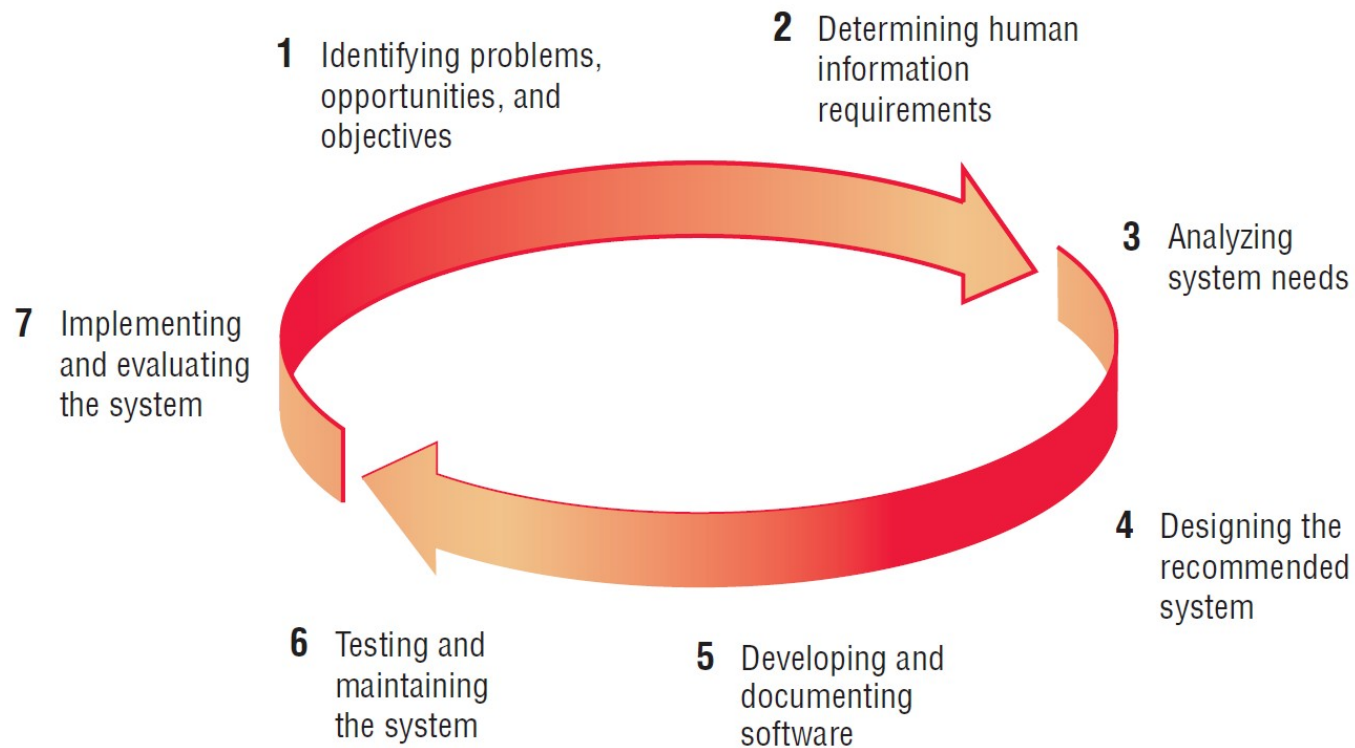 1 Identifying problems,
opportunities, and
objectives
2 Determining human
information
requirements
3 Analyzing
system needs
4 Designing the
recommended
system
5 Developing and
documenting
software
6 Testing and
maintaining
the system
7 Implementing
and evaluating
the system